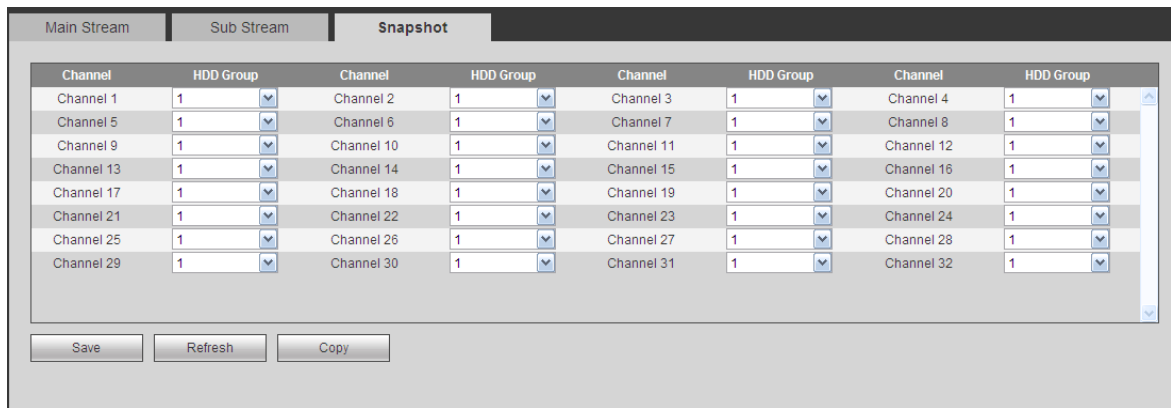 Main Stream Sub Stream Snapshot
Channel HDD Group Channel HDD Group Channel HDD Group Channel HDD Group
Channel 1 1 Channel 2 1 Channel 3 1 Channel 4 1
Channel 5 1 Channel 6 1 Channel 7 1 Channel 8 1
Channel 9 1 Channel 10 1 Channel 11 1 Channel 12 1
Channel 13 1 Channel 14 1 Channel 15 1 Channel 16 1
Channel 17 1 Channel 18 1 Channel 19 1 Channel 20 1
Channel 21 1 Channel 22 1 Channel 23 1 Channel 24 1
Channel 25 1 Channel 26 1 Channel 27 1 Channel 28 1
Channel 29 1 Channel 30 1 Channel 31 1 Channel 32 1
Save Refresh Copy